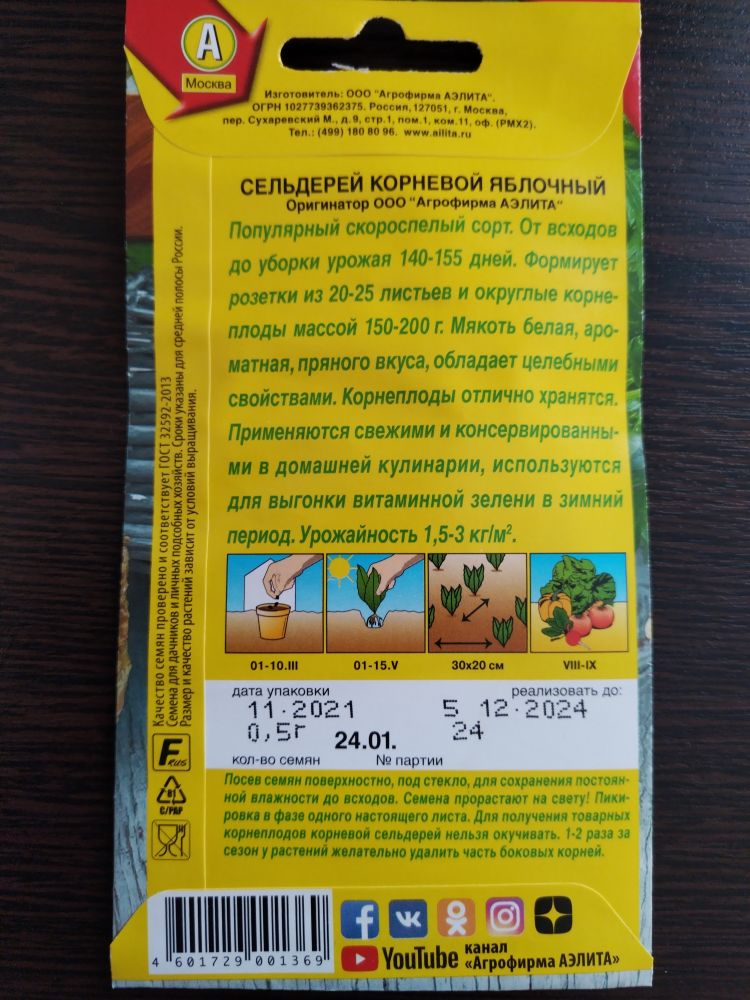 А
Москва
Изготовитель: ООО "Агрофирма АЭЛИТА".
ОГРН 1027739362375. Россия,127051, г. Москва,
пер. Сухаревский М., д.9, стр.1, пом.1, ком.11, оф. (РМХ2).
Тел.: (499) 180 80 96. www.ailita.ru
СЕЛЬДЕРЕЙ КОРНЕВОЙ ЯБЛОЧНЫЙ
Оригинатор ООО "Агрофирма АЭЛИТА"
Популярный скороспелый сорт. От всходов
до уборки урожая 140-155 дней. Формирует
розетки из 20-25 листьев и округлые корне-
плоды массой 150-200 г. Мякоть белая, аро-
матная, пряного вкуса, обладает целебными
свойствами. Корнеплоды отлично хранятся.
Применяются свежими и консервированны-
ми в домашней кулинарии, используются
для выгонки витаминной зелени в зимний
период. Урожайность 1,5-3 кг/м².
01-10.III 01-15.V 30x20 см VIII-IX
дата упаковки реализовать до:
11·2021 5 12·2024
0,5г 24.01. 24
кол-во семян № партии
Посев семян поверхностно, под стекло, для сохранения постоян-
ной влажности до всходов. Семена прорастают на свету! Пики-
ровка в фазе одного настоящего листа. Для получения товарных
корнеплодов корневой сельдерей нельзя окучивать. 1-2 раза за
сезон у растений желательно удалить часть боковых корней.
Качество семян проверено и соответствует ГОСТ 32592-2013
Семена для дачников и личных подсобных хозяйств. Сроки указаны для средней полосы России.
Размер и качество растений зависит от условий выращивания.
F RUS
81
C/PAP
4 601729 001369
YouTube канал
«Агрофирма АЭЛИТА»